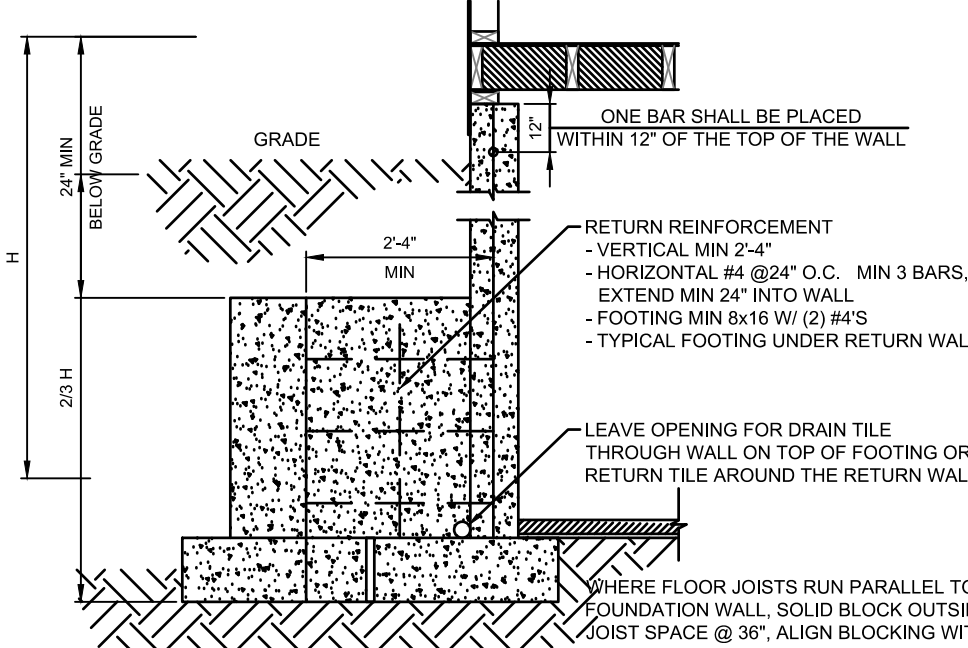 GRADE
24" MIN
BELOW GRADE
H
2/3 H
12"
ONE BAR SHALL BE PLACED
WITHIN 12" OF THE TOP OF THE WALL
2'-4"
MIN
RETURN REINFORCEMENT
- VERTICAL MIN 2'-4"
- HORIZONTAL #4 @24" O.C. MIN 3 BARS,
EXTEND MIN 24" INTO WALL
- FOOTING MIN 8x16 W/ (2) #4'S
- TYPICAL FOOTING UNDER RETURN WAL
LEAVE OPENING FOR DRAIN TILE
THROUGH WALL ON TOP OF FOOTING OR
RETURN TILE AROUND THE RETURN WAL
WHERE FLOOR JOISTS RUN PARALLEL TO
FOUNDATION WALL, SOLID BLOCK OUTSI
JOIST SPACE @ 36", ALIGN BLOCKING WIT